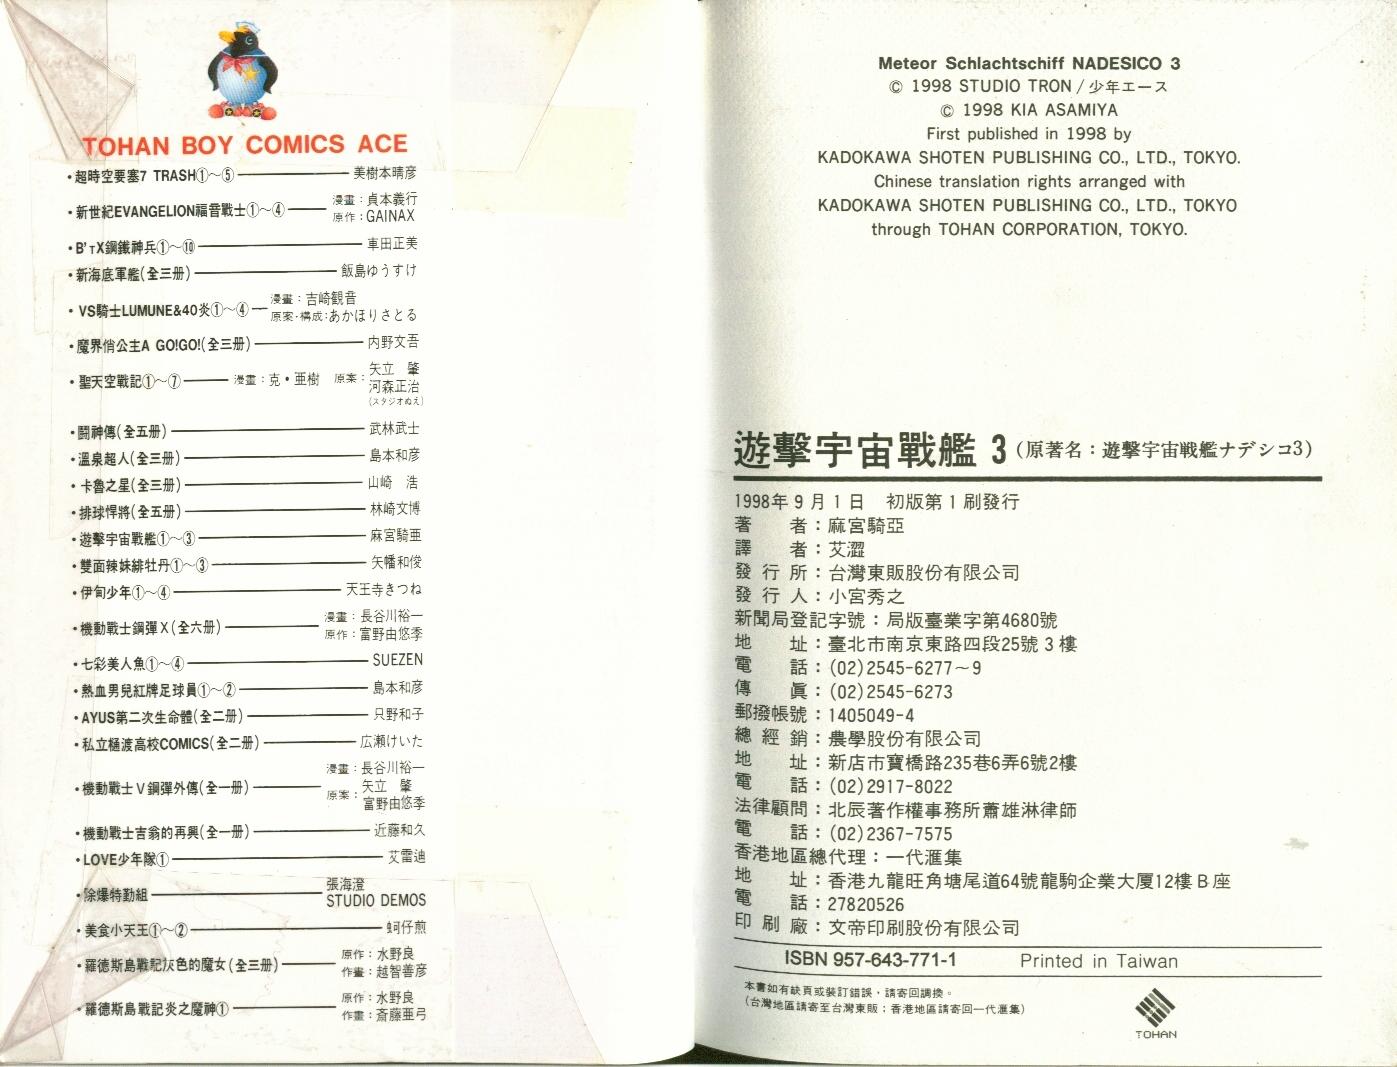 TOHAN BOY COMICS ACE
•超時空要塞7 TRASH①～⑤ 美樹本晴彦
•新世紀EVANGELION福音戰士①～④ 漫畫：貞本義行
原作：GAINAX
•B'TX鋼鐵神兵①～⑩ 車田正美
•新海底軍艦(全三册) 飯島ゆうすけ
•VS騎士LUMUNE&40炎①～④ 漫畫：吉崎観音
原案・構成：あかほりさとる
•魔界俏公主A GO!GO!(全三册) 内野文吾
•聖天空戰記①～⑦ 漫畫：克・亜樹 原案：矢立 肇
河森正治
(スタジオぬえ)
•鬪神傳(全五册) 武林武士
•溫泉超人(全三册) 島本和彦
•卡魯之星(全三册) 山崎 浩
•排球悍將(全五册) 林崎文博
•遊擊宇宙戰艦①～③ 麻宮騎亜
•雙面辣妹緋牡丹①～③ 矢幡和俊
•伊甸少年①～④ 天王寺きつね
•機動戰士鋼彈X(全六册) 漫畫：長谷川裕一
原作：富野由悠季
•七彩美人魚①～④ SUEZEN
•熱血男兒紅牌足球員①～② 島本和彦
•AYUS第二次生命體(全二册) 只野和子
•私立樋渡高校COMICS(全二册) 広瀬けいた
•機動戰士V鋼彈外傳(全一册) 漫畫：長谷川裕一
原案：矢立 肇
富野由悠季
•機動戰士吉翁的再興(全一册) 近藤和久
•LOVE少年隊① 艾雷迪
•除爆特勤組 張海澄
STUDIO DEMOS
•美食小天王①～② 蚵仔煎
•羅德斯島戰記灰色的魔女(全三册) 原作：水野良
作畫：越智善彦
•羅德斯島戰記炎之魔神① 原作：水野良
作畫：斎藤亜弓
Meteor Schlachtschiff NADESICO 3
© 1998 STUDIO TRON / 少年エース
© 1998 KIA ASAMIYA
First published in 1998 by
KADOKAWA SHOTEN PUBLISHING CO., LTD., TOKYO.
Chinese translation rights arranged with
KADOKAWA SHOTEN PUBLISHING CO., LTD., TOKYO
through TOHAN CORPORATION, TOKYO.
遊擊宇宙戰艦 3 (原著名：遊撃宇宙戦艦ナデシコ3)
1998年9月1日 初版第1刷發行
著 者：麻宮騎亞
譯 者：艾澀
發 行 所：台灣東販股份有限公司
發 行 人：小宮秀之
新聞局登記字號：局版臺業字第4680號
地 址：臺北市南京東路四段25號3樓
電 話：(02)2545-6277～9
傳 眞：(02)2545-6273
郵撥帳號：1405049-4
總 經 銷：農學股份有限公司
地 址：新店市寶橋路235巷6弄6號2樓
電 話：(02)2917-8022
法律顧問：北辰著作權事務所蕭雄淋律師
電 話：(02)2367-7575
香港地區總代理：一代滙集
地 址：香港九龍旺角塘尾道64號龍駒企業大厦12樓B座
電 話：27820526
印 刷 廠：文帝印刷股份有限公司
ISBN 957-643-771-1 Printed in Taiwan
本書如有缺頁或裝訂錯誤，請寄回調換。
(台灣地區請寄至台灣東販；香港地區請寄回一代滙集)
TOHAN